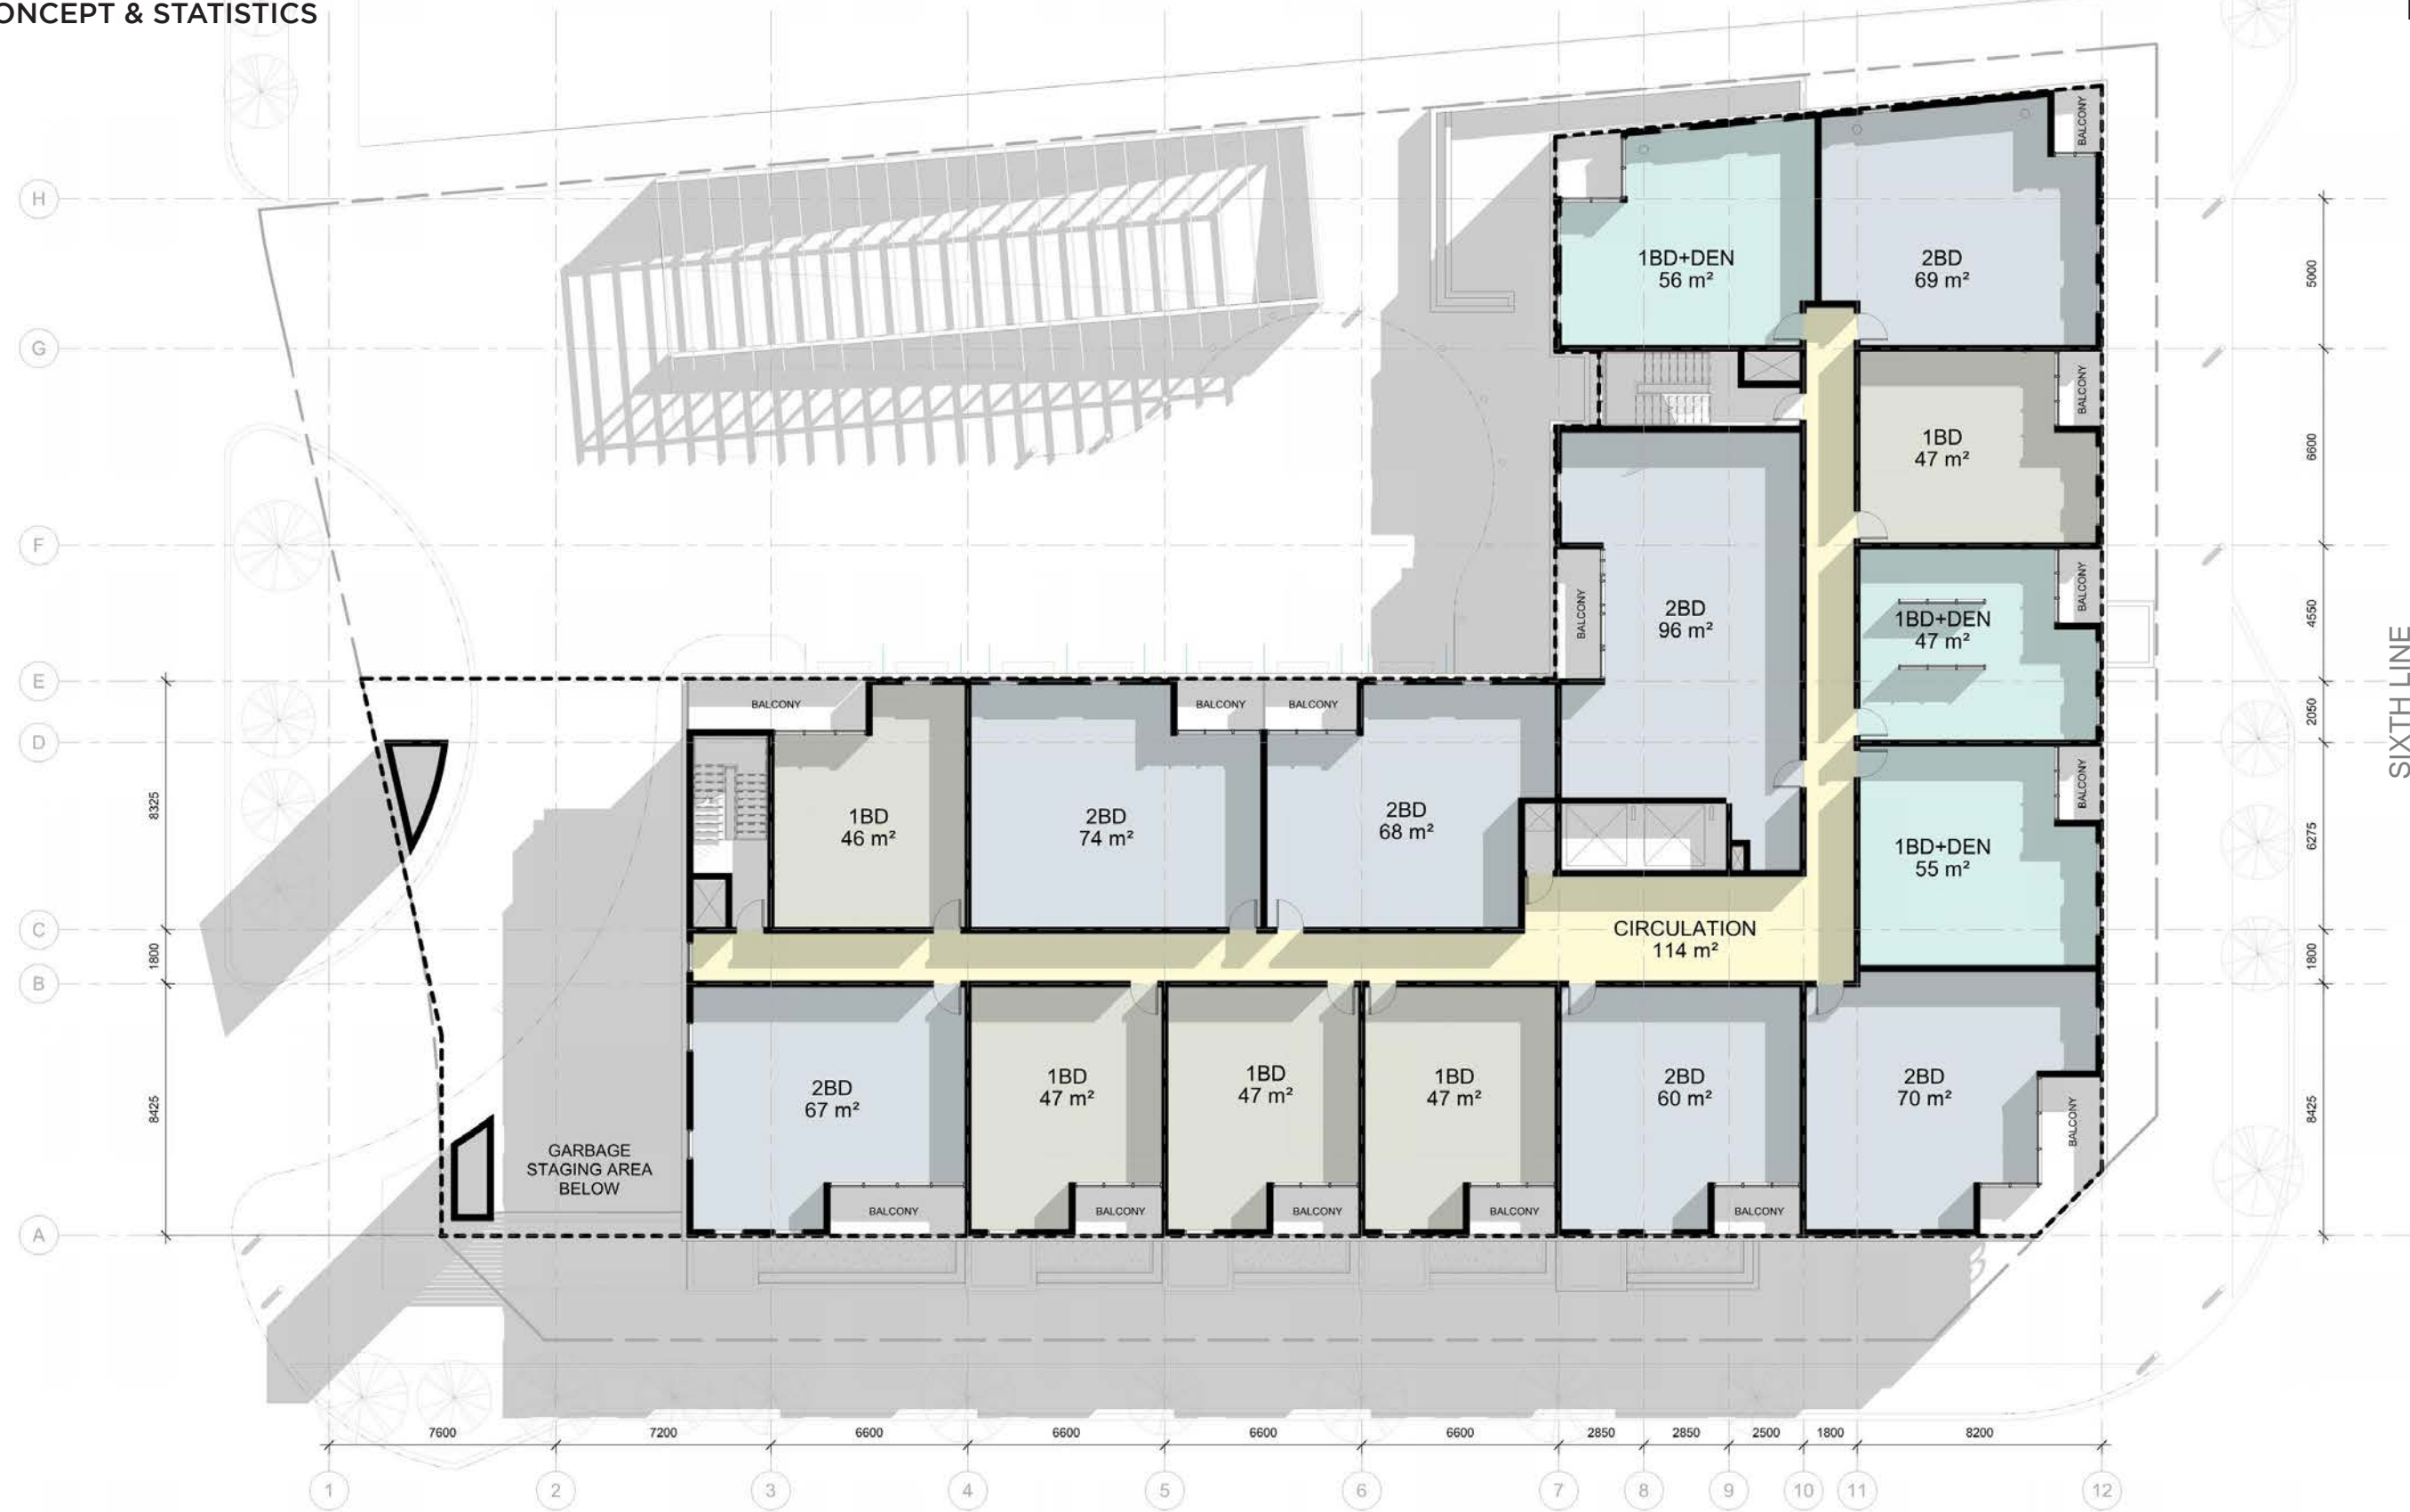 ONCEPT & STATISTICS
BALCONY
H
1BD+DEN
56 m²
2BD
69 m²
5000
G
BALCONY
1BD
47 m²
6600
F
BALCONY
2BD
96 m²
BALCONY
1BD+DEN
47 m²
4550
SIXTH LINE
E
BALCONY
BALCONY
BALCONY
2050
D
BALCONY
8325
1BD
46 m²
2BD
74 m²
2BD
68 m²
1BD+DEN
55 m²
6275
C
CIRCULATION
114 m²
1800
1800
B
8425
2BD
67 m²
1BD
47 m²
1BD
47 m²
1BD
47 m²
2BD
60 m²
2BD
70 m²
BALCONY
8425
GARBAGE
STAGING AREA
BELOW
BALCONY
BALCONY
BALCONY
BALCONY
BALCONY
A
7600
7200
6600
6600
6600
6600
2850
2850
2500
1800
8200
1
2
3
4
5
6
7
8
9
10
11
12